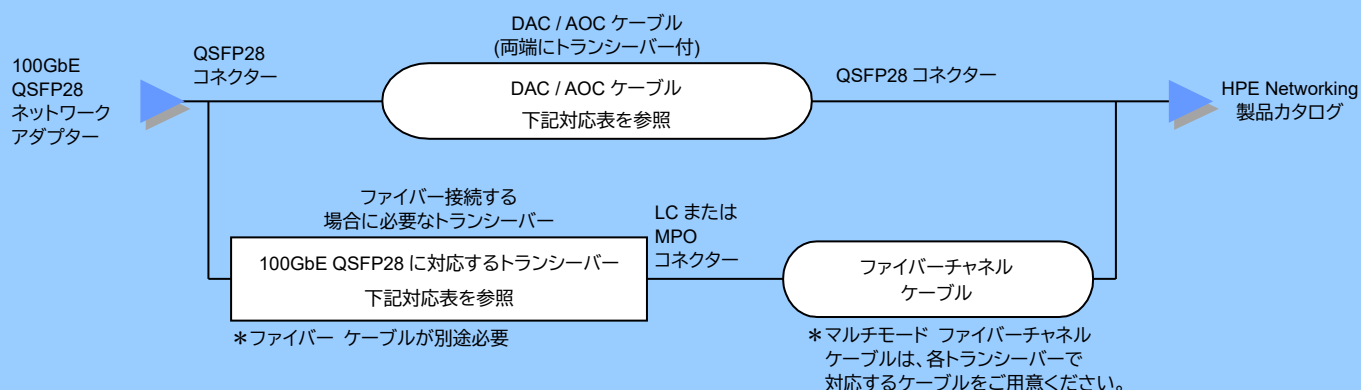 100GbE
QSFP28
ネットワーク
アダプター
QSFP28
コネクター
DAC / AOC ケーブル
(両端にトランシーバー付)
DAC / AOC ケーブル
下記対応表を参照
QSFP28 コネクター
HPE Networking
製品カタログ
ファイバー接続する
場合に必要なトランシーバー
100GbE QSFP28 に対応するトランシーバー
下記対応表を参照
＊ファイバー ケーブルが別途必要
LC または
MPO
コネクター
ファイバーチャネル
ケーブル
＊マルチモード ファイバーチャネル
ケーブルは、各トランシーバーで
対応するケーブルをご用意ください。